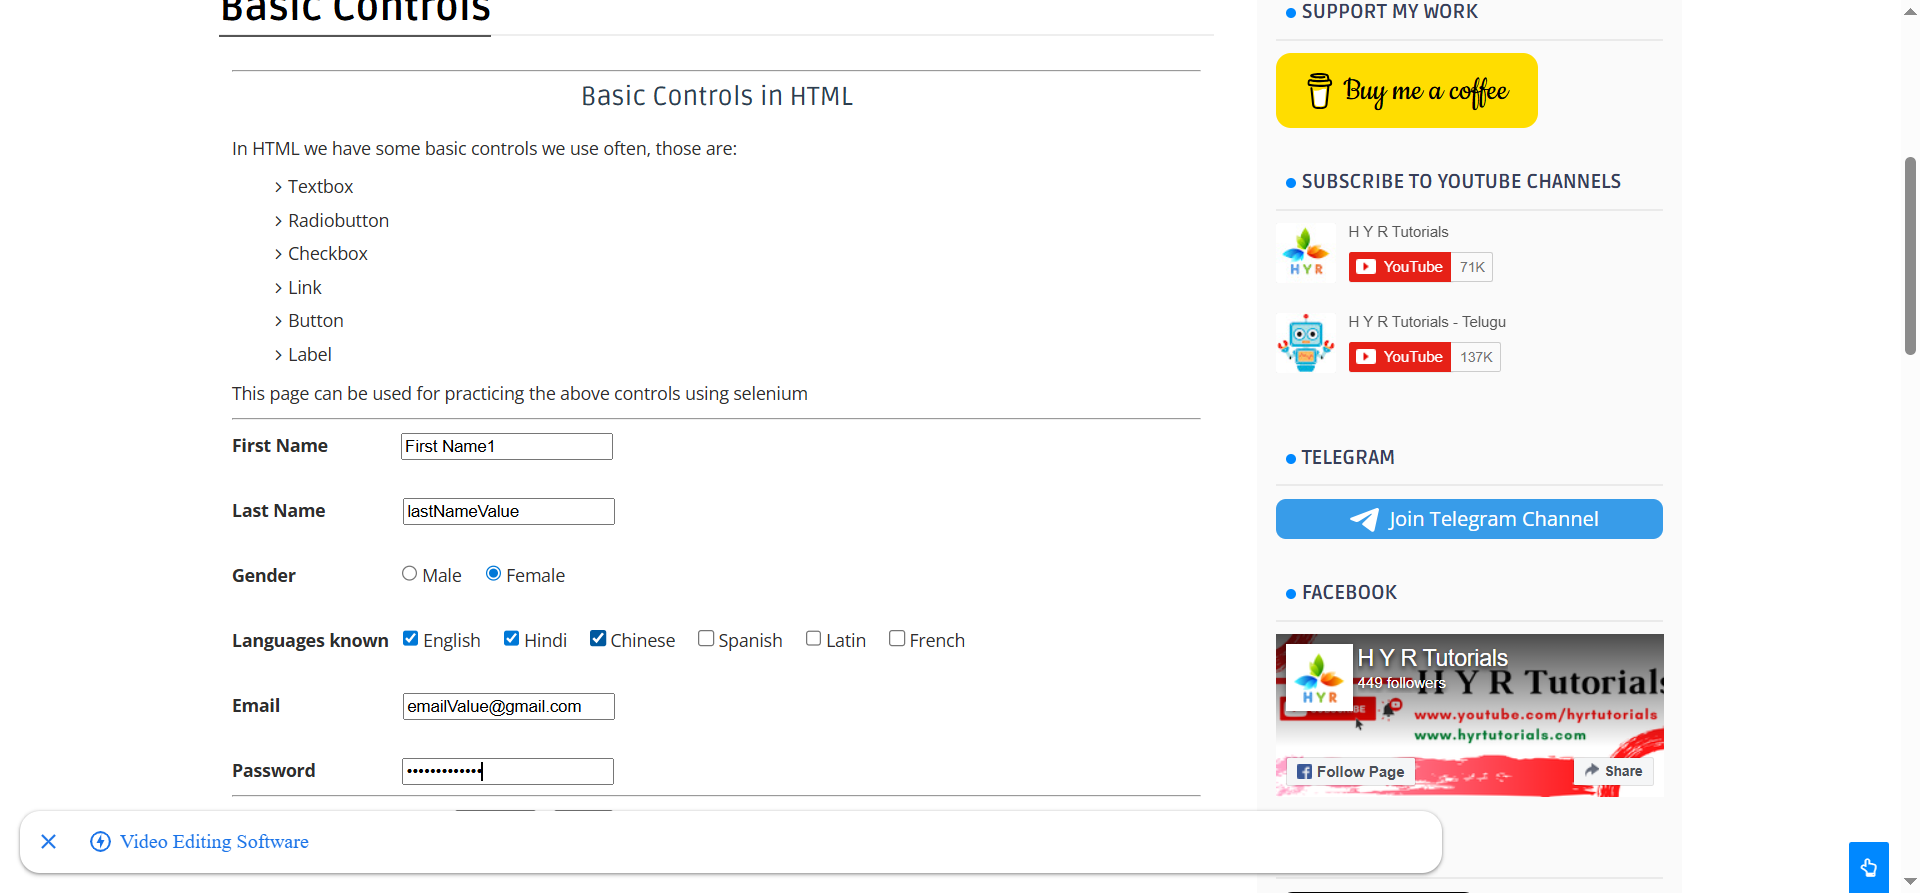 Basic Controls
Basic Controls in HTML
In HTML we have some basic controls we use often, those are:
Textbox
Radiobutton
Checkbox
Link
Button
Label
This page can be used for practicing the above controls using selenium
First Name First Name1
Last Name lastNameValue
Gender Male Female
Languages known English Hindi Chinese Spanish Latin French
Email emailValue@gmail.com
Password •••••••••••••
Video Editing Software
SUPPORT MY WORK
Buy me a coffee
SUBSCRIBE TO YOUTUBE CHANNELS
H Y R Tutorials
HYR
YouTube 71K
H Y R Tutorials - Telugu
YouTube 137K
TELEGRAM
Join Telegram Channel
FACEBOOK
H Y R Tutorials
449 followers
HYR
H Y R Tutorials
www.youtube.com/hyrtutorials
www.hyrtutorials.com
Follow Page
Share